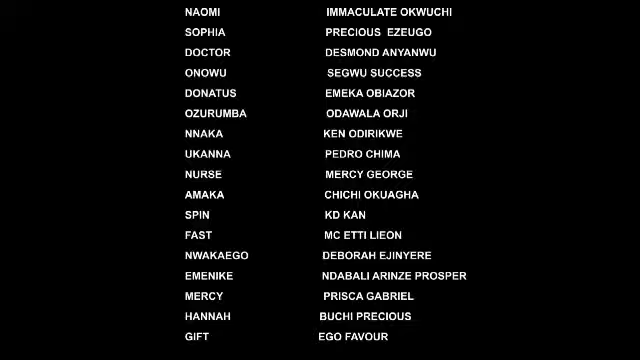 NAOMI IMMACULATE OKWUCHI
SOPHIA PRECIOUS EZEUGO
DOCTOR DESMOND ANYANWU
ONOWU SEGWU SUCCESS
DONATUS EMEKA OBIAZOR
OZURUMBA ODAWALA ORJI
NNAKA KEN ODIRIKWE
UKANNA PEDRO CHIMA
NURSE MERCY GEORGE
AMAKA CHICHI OKUAGHA
SPIN KD KAN
FAST MC ETTI LIEON
NWAKAEGO DEBORAH EJINYERE
EMENIKE NDABALI ARINZE PROSPER
MERCY PRISCA GABRIEL
HANNAH BUCHI PRECIOUS
GIFT EGO FAVOUR